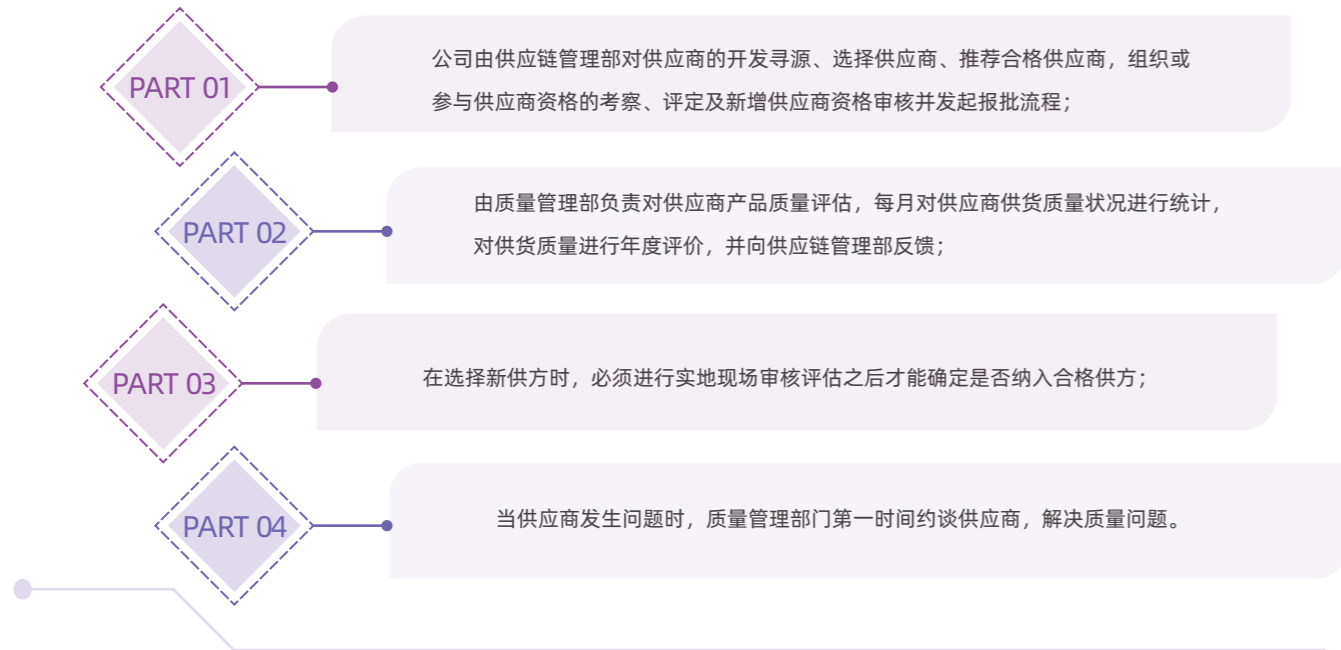 PART 01
公司由供应链管理部对供应商的开发寻源、选择供应商、推荐合格供应商，组织或
参与供应商资格的考察、评定及新增供应商资格审核并发起报批流程；
PART 02
由质量管理部负责对供应商产品质量评估，每月对供应商供货质量状况进行统计，
对供货质量进行年度评价，并向供应链管理部反馈；
PART 03
在选择新供方时，必须进行实地现场审核评估之后才能确定是否纳入合格供方；
PART 04
当供应商发生问题时，质量管理部门第一时间约谈供应商，解决质量问题。